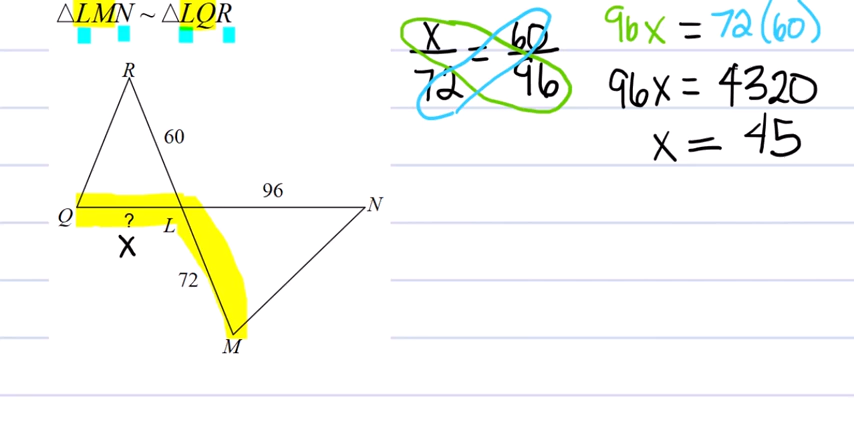 △LMN ~ △LQR
R
60
96
Q
?
L
N
X
72
M
x/72 = 60/96
96x = 72(60)
96x = 4320
x = 45